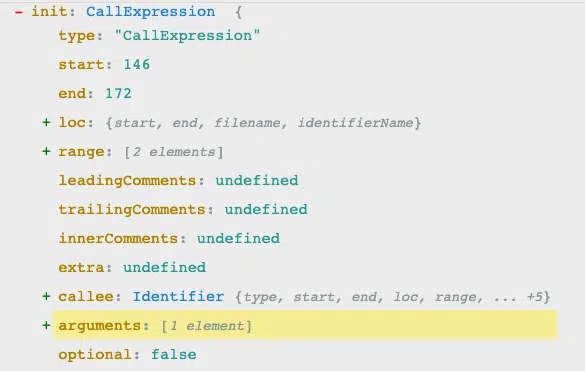 - init: CallExpression {
type: "CallExpression"
start: 146
end: 172
+ loc: {start, end, filename, identifierName}
+ range: [2 elements]
leadingComments: undefined
trailingComments: undefined
innerComments: undefined
extra: undefined
+ callee: Identifier {type, start, end, loc, range, ... +5}
+ arguments: [1 element]
optional: false